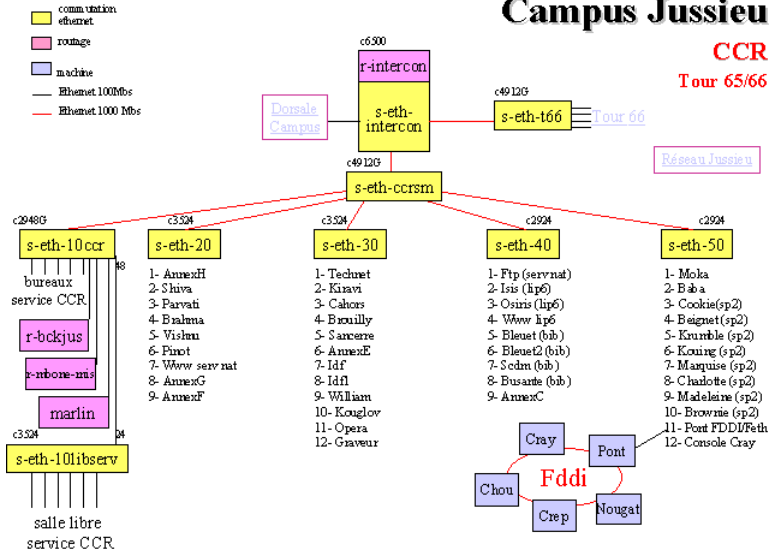 Campus Jussieu
CCR
Tour 65/66
commutation
ethernet
routage
machine
Ethernet 100Mbs
Ethernet 1000 Mbs
c6500
r-intercon
s-eth-
intercon
Dorsale
Campus
c4912G
s-eth-t66
Tour 66
Réseau Jussieu
c4912G
s-eth-ccrsm
c2948G
s-eth-10ccr
48
bureaux
service CCR
r-bckjus
r-mbone-mis
marlin
c3524
24
s-eth-10libserv
salle libre
service CCR
c3524
s-eth-20
1- AnnexH
2- Shiva
3- Parvati
4- Brahma
5- Vishnu
6- Pinot
7- Www serv nat
8- AnnexG
9- AnnexF
c3524
s-eth-30
1- Technet
2- Kiravi
3- Cahors
4- Brouilly
5- Sancerre
6- AnnexE
7- Idf
8- Idf1
9- William
10- Kouglov
11- Opera
12- Graveur
c2924
s-eth-40
1- Ftp (servnat)
2- Isis (lip6)
3- Osiris (lip6)
4- Www lip6
5- Bleuet (bib)
6- Bleuet2 (bib)
7- Scdm (bib)
8- Busante (bib)
9- AnnexC
c2924
s-eth-50
1- Moka
2- Baba
3- Cookie(sp2)
4- Beignet (sp2)
5- Krumble (sp2)
6- Kouing (sp2)
7- Marquise (sp2)
8- Charlotte (sp2)
9- Madeleine (sp2)
10- Brownie (sp2)
11- Pont FDDI/Feth
12- Console Cray
Cray
Pont
Fddi
Chou
Crep
Nougat